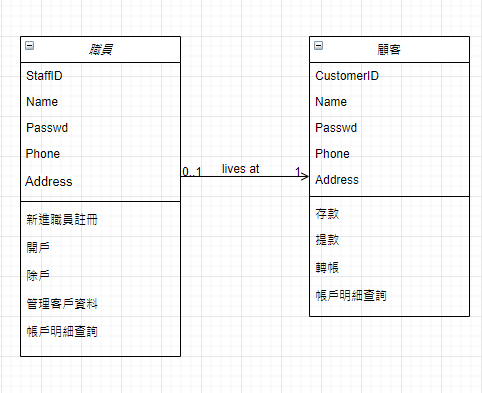 職員
StaffID
Name
Passwd
Phone
Address
新進職員註冊
開戶
除戶
管理客戶資料
帳戶明細查詢
0..1 lives at 1
顧客
CustomerID
Name
Passwd
Phone
Address
存款
提款
轉帳
帳戶明細查詢